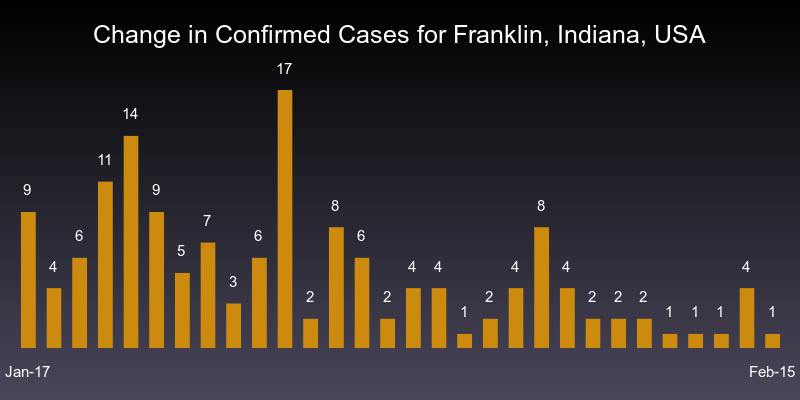 Change in Confirmed Cases for Franklin, Indiana, USA
9 4 6 11 14 9 5 7 3 6 17 2 8 6 2 4 4 1 2 4 8 4 2 2 2 1 1 1 4 1
Jan-17 Feb-15